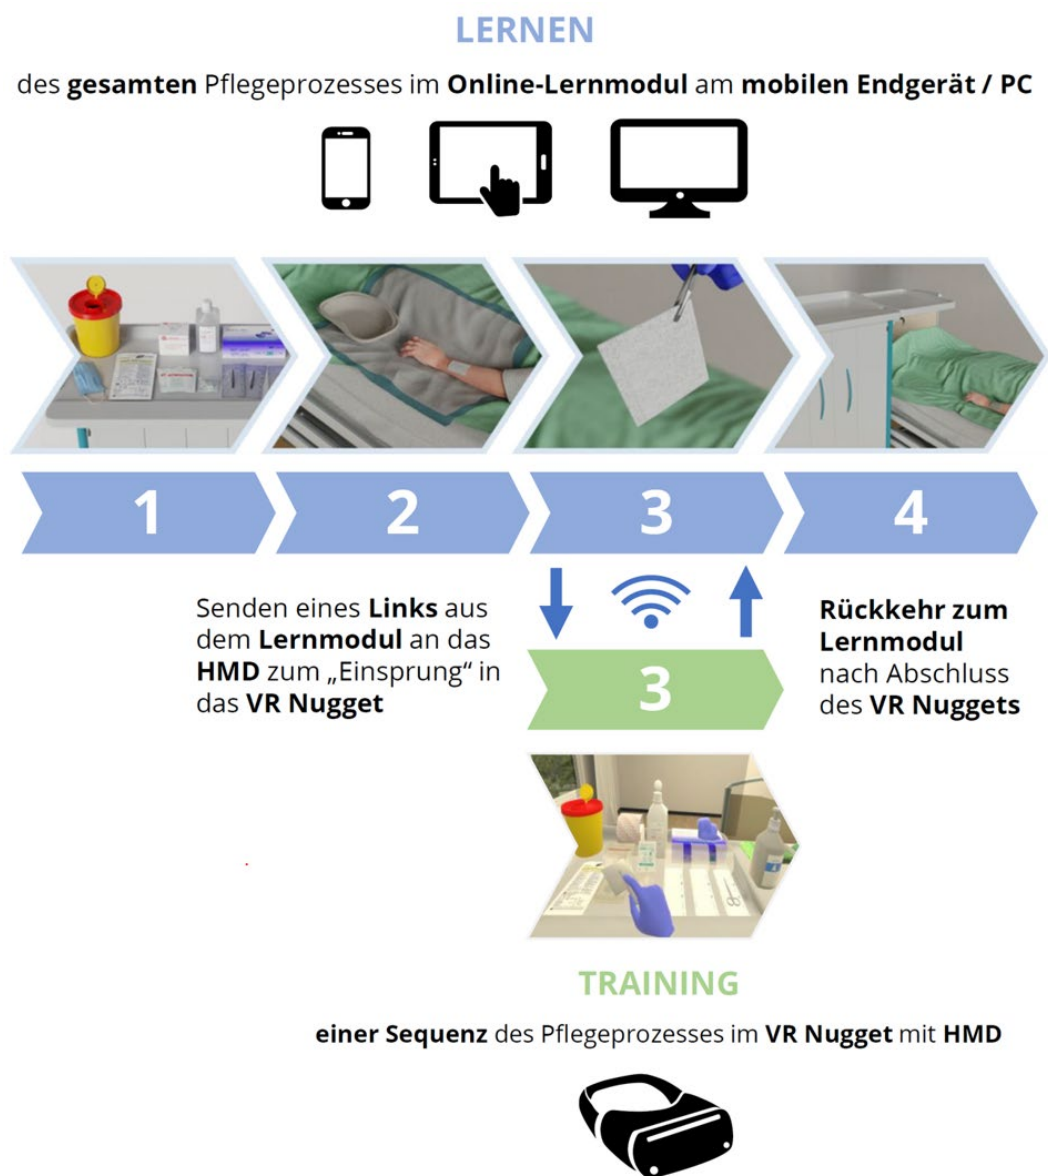 LERNEN
des gesamten Pflegeprozesses im Online-Lernmodul am mobilen Endgerät / PC
1
2
3
4
Senden eines Links aus
dem Lernmodul an das
HMD zum „Einsprung“ in
das VR Nugget
Rückkehr zum
Lernmodul
nach Abschluss
des VR Nuggets
3
TRAINING
einer Sequenz des Pflegeprozesses im VR Nugget mit HMD